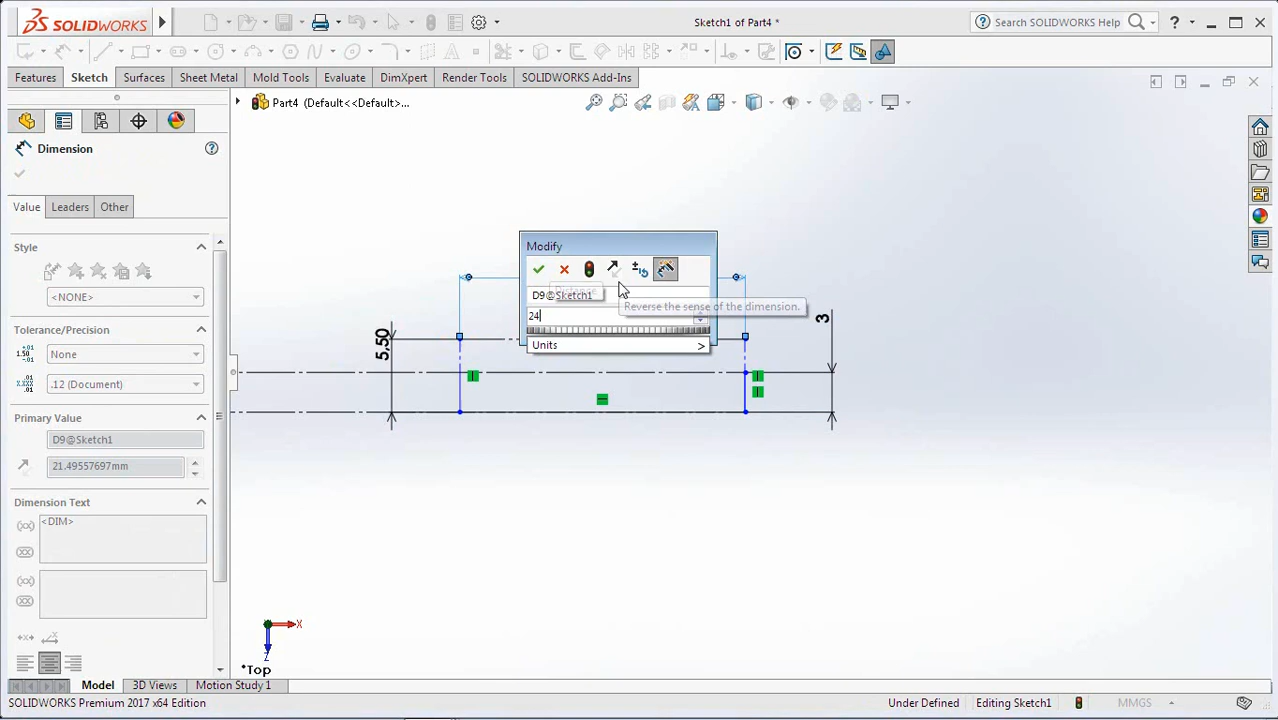 SOLIDWORKS
Sketch1 of Part4 *
Search SOLIDWORKS Help
Features
Sketch
Surfaces
Sheet Metal
Mold Tools
Evaluate
DimXpert
Render Tools
SOLIDWORKS Add-Ins
Part4 (Default<<Default>...
Dimension
Value
Leaders
Other
Style
<NONE>
Tolerance/Precision
None
.12 (Document)
Primary Value
D9@Sketch1
21.49557697mm
Dimension Text
<DIM>
Modify
D9@Sketch1
24
Reverse the sense of the dimension.
Units >
5,50
3
X
Z
*Top
Model
3D Views
Motion Study 1
SOLIDWORKS Premium 2017 x64 Edition
Under Defined
Editing Sketch1
MMGS